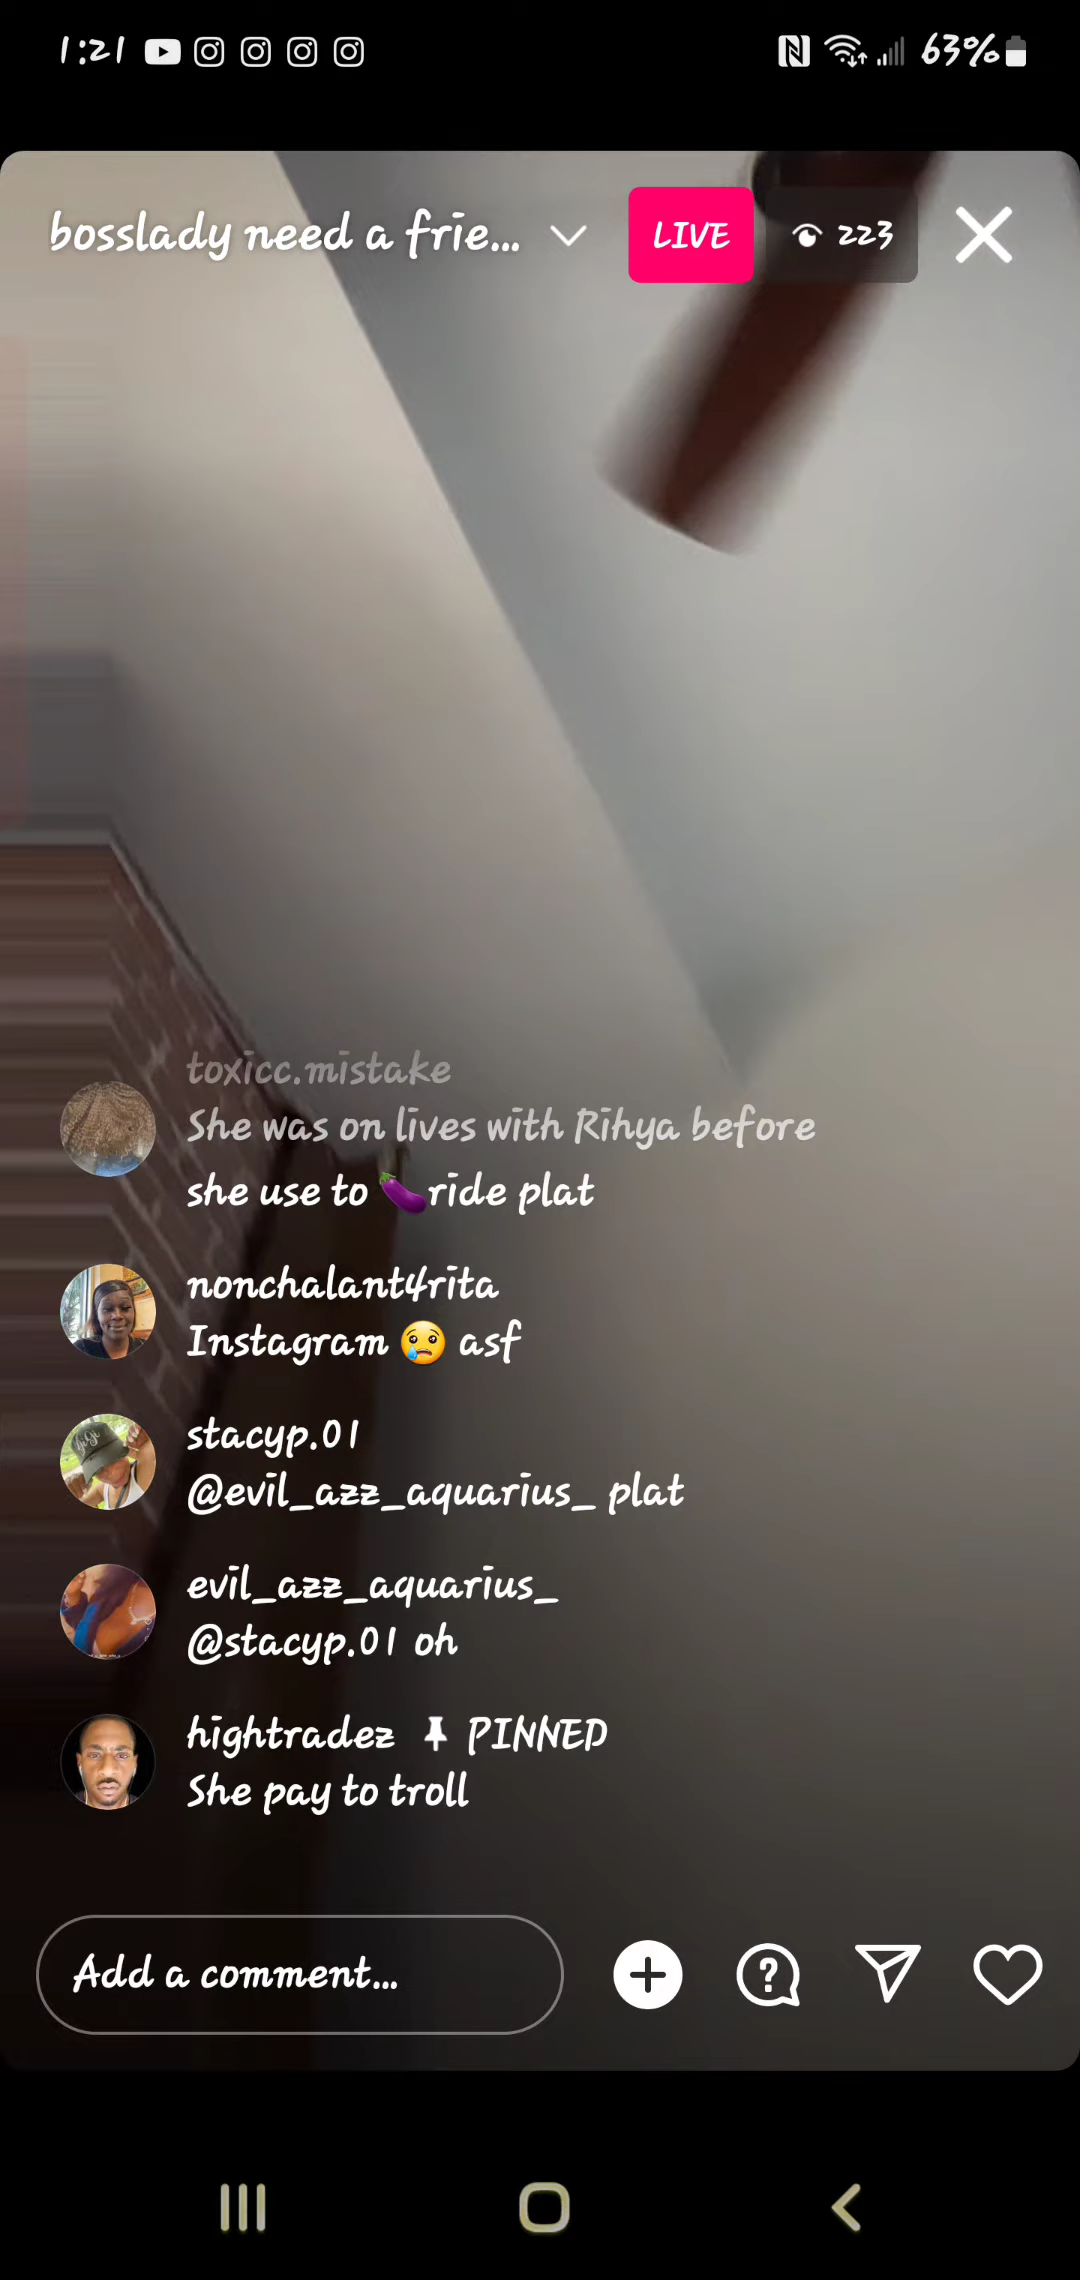 1:21 63%
bosslady need a frie... LIVE 223
toxicc.mistake
She was on lives with Rihya before
she use to 🍆ride plat
nonchalant4rita
Instagram 😢 asf
stacyp.01
@evil_azz_aquarius_ plat
evil_azz_aquarius_
@stacyp.01 oh
hightradez PINNED
She pay to troll
Add a comment...